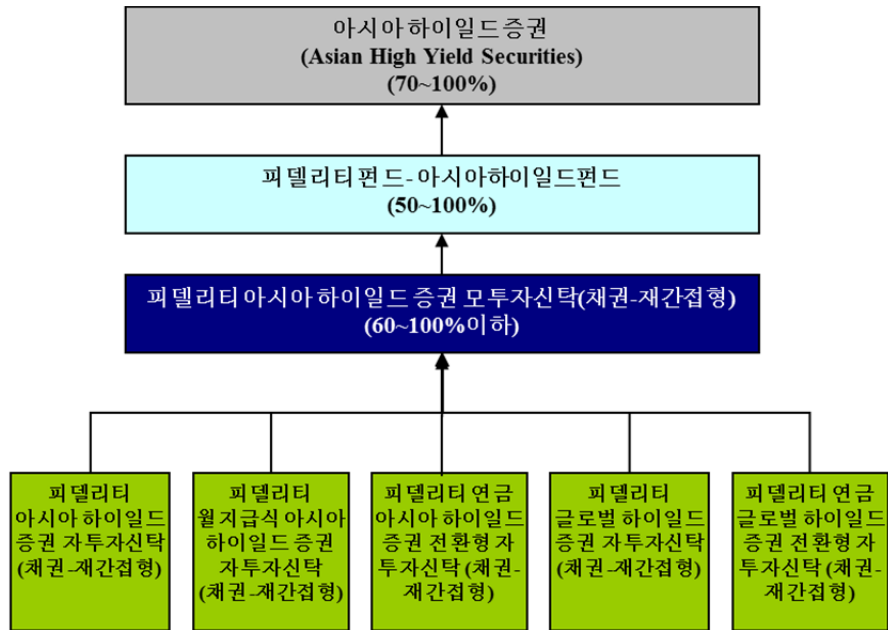 아시아 하이일드 증권
(Asian High Yield Securities)
(70~100%)
피델리티 펀드- 아시아하이일드펀드
(50~100%)
피델리티 아시아 하이일드 증권 모투자신탁(채권-재간접형)
(60~100%이하)
피델리티
아시아 하이일드
증권 자투자신탁
(채권-재간접형)
피델리티
월지급식 아시아
하이일드 증권
자투자신탁
(채권-재간접형)
피델리티 연금
아시아 하이일드
증권 전환형 자
투자신탁 (채권-
재간접형)
피델리티
글로벌 하이일드
증권 자투자신탁
(채권-재간접형)
피델리티 연금
글로벌 하이일드
증권 전환형 자
투자신탁 (채권-
재간접형)